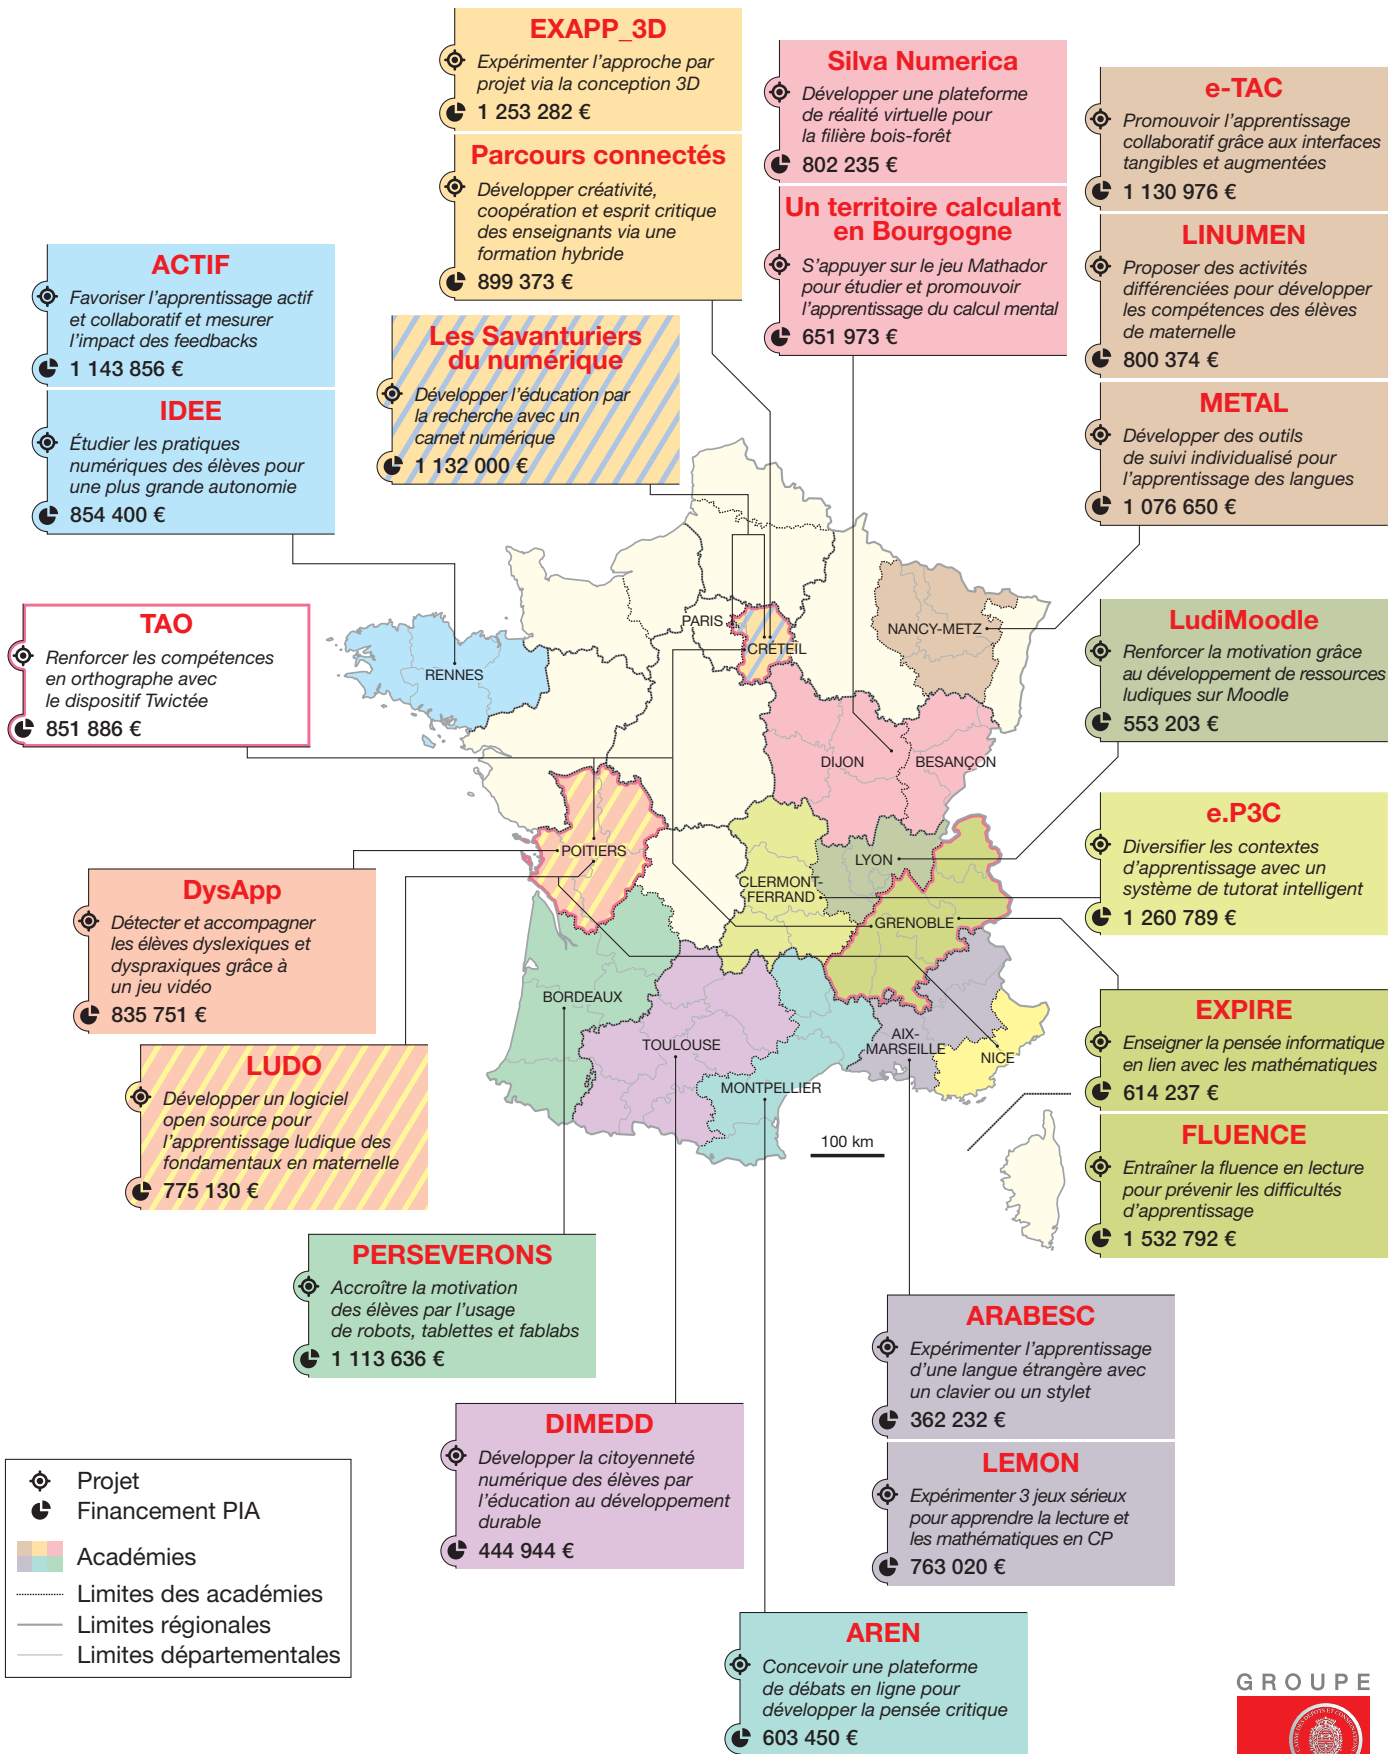 EXAPP_3D
Expérimenter l'approche par
projet via la conception 3D
1 253 282 €
Parcours connectés
Développer créativité,
coopération et esprit critique
des enseignants via une
formation hybride
899 373 €
Silva Numerica
Développer une plateforme
de réalité virtuelle pour
la filière bois-forêt
802 235 €
Un territoire calculant
en Bourgogne
S'appuyer sur le jeu Mathador
pour étudier et promouvoir
l'apprentissage du calcul mental
651 973 €
e-TAC
Promouvoir l'apprentissage
collaboratif grâce aux interfaces
tangibles et augmentées
1 130 976 €
LINUMEN
Proposer des activités
différenciées pour développer
les compétences des élèves
de maternelle
800 374 €
METAL
Développer des outils
de suivi individualisé pour
l'apprentissage des langues
1 076 650 €
ACTIF
Favoriser l'apprentissage actif
et collaboratif et mesurer
l'impact des feedbacks
1 143 856 €
IDEE
Étudier les pratiques
numériques des élèves pour
une plus grande autonomie
854 400 €
Les Savanturiers
du numérique
Développer l'éducation par
la recherche avec un
carnet numérique
1 132 000 €
TAO
Renforcer les compétences
en orthographe avec
le dispositif Twictée
851 886 €
LudiMoodle
Renforcer la motivation grâce
au développement de ressources
ludiques sur Moodle
553 203 €
PARIS
CRÉTEIL
NANCY-METZ
RENNES
DIJON
BESANÇON
POITIERS
LYON
CLERMONT-
FERRAND
GRENOBLE
BORDEAUX
TOULOUSE
AIX-
MARSEILLE
NICE
MONTPELLIER
100 km
e.P3C
Diversifier les contextes
d'apprentissage avec un
système de tutorat intelligent
1 260 789 €
DysApp
Détecter et accompagner
les élèves dyslexiques et
dyspraxiques grâce à
un jeu vidéo
835 751 €
LUDO
Développer un logiciel
open source pour
l'apprentissage ludique des
fondamentaux en maternelle
775 130 €
EXPIRE
Enseigner la pensée informatique
en lien avec les mathématiques
614 237 €
FLUENCE
Entraîner la fluence en lecture
pour prévenir les difficultés
d'apprentissage
1 532 792 €
PERSEVERONS
Accroître la motivation
des élèves par l'usage
de robots, tablettes et fablabs
1 113 636 €
ARABESC
Expérimenter l'apprentissage
d'une langue étrangère avec
un clavier ou un stylet
362 232 €
LEMON
Expérimenter 3 jeux sérieux
pour apprendre la lecture et
les mathématiques en CP
763 020 €
DIMEDD
Développer la citoyenneté
numérique des élèves par
l'éducation au développement
durable
444 944 €
AREN
Concevoir une plateforme
de débats en ligne pour
développer la pensée critique
603 450 €
Projet
Financement PIA
Académies
Limites des académies
Limites régionales
Limites départementales
GROUPE